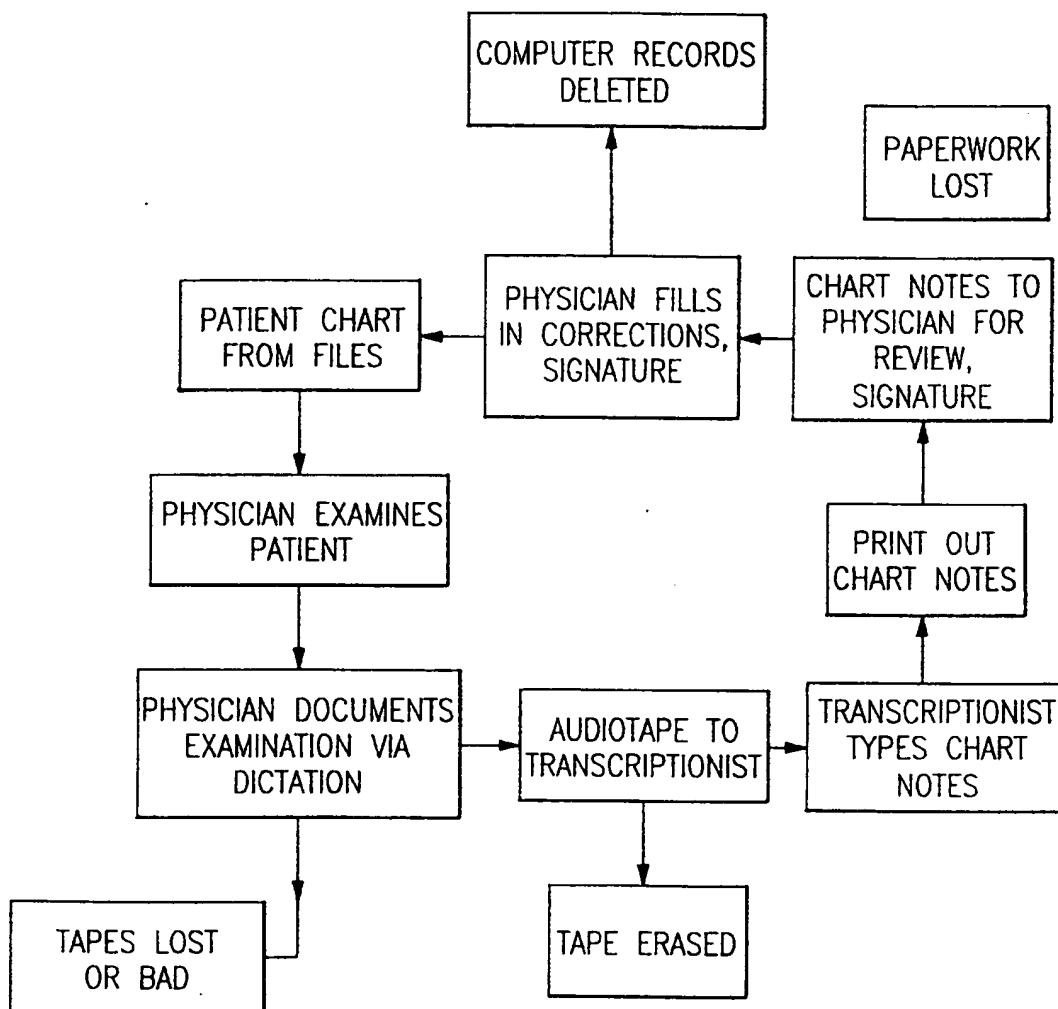 COMPUTER RECORDS
DELETED
PAPERWORK
LOST
PATIENT CHART
FROM FILES
PHYSICIAN FILLS
IN CORRECTIONS,
SIGNATURE
CHART NOTES TO
PHYSICIAN FOR
REVIEW,
SIGNATURE
PHYSICIAN EXAMINES
PATIENT
PRINT OUT
CHART NOTES
PHYSICIAN DOCUMENTS
EXAMINATION VIA
DICTATION
AUDIOTAPE TO
TRANSCRIPTIONIST
TRANSCRIPTIONIST
TYPES CHART
NOTES
TAPES LOST
OR BAD
TAPE ERASED